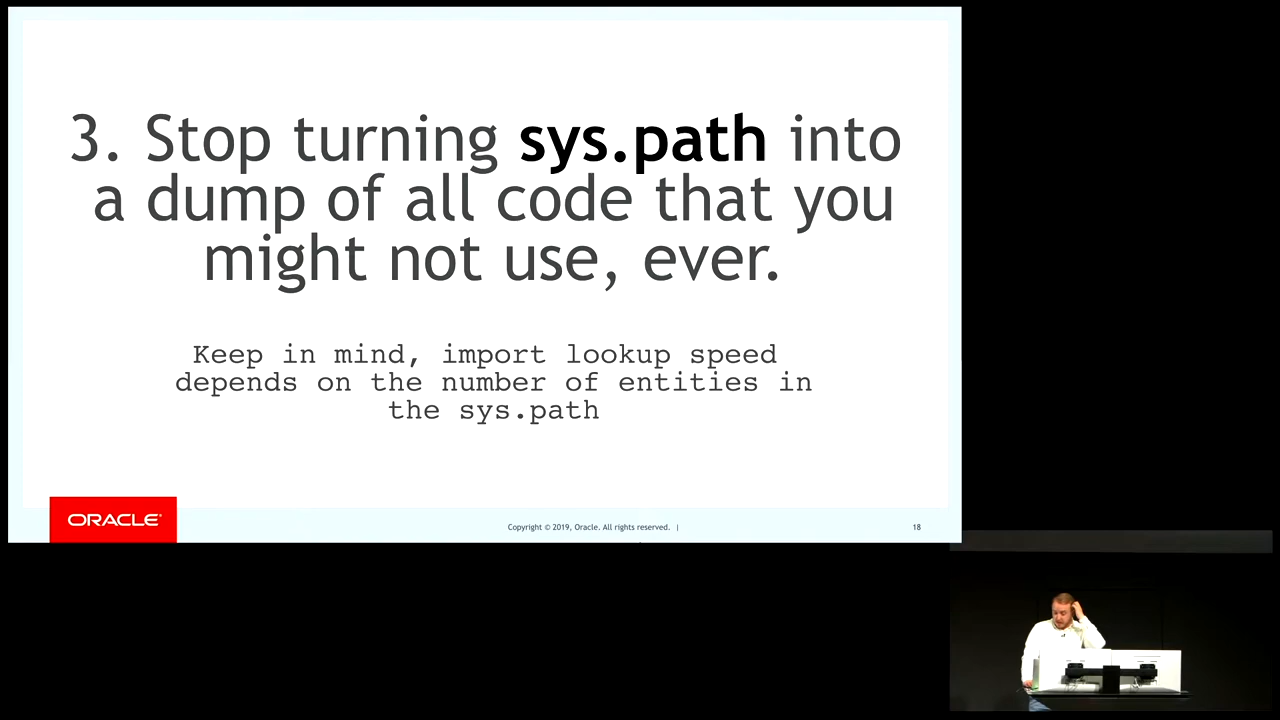 3. Stop turning sys.path into
a dump of all code that you
might not use, ever.
Keep in mind, import lookup speed
depends on the number of entities in
the sys.path
ORACLE®
Copyright © 2019, Oracle. All rights reserved. |
18